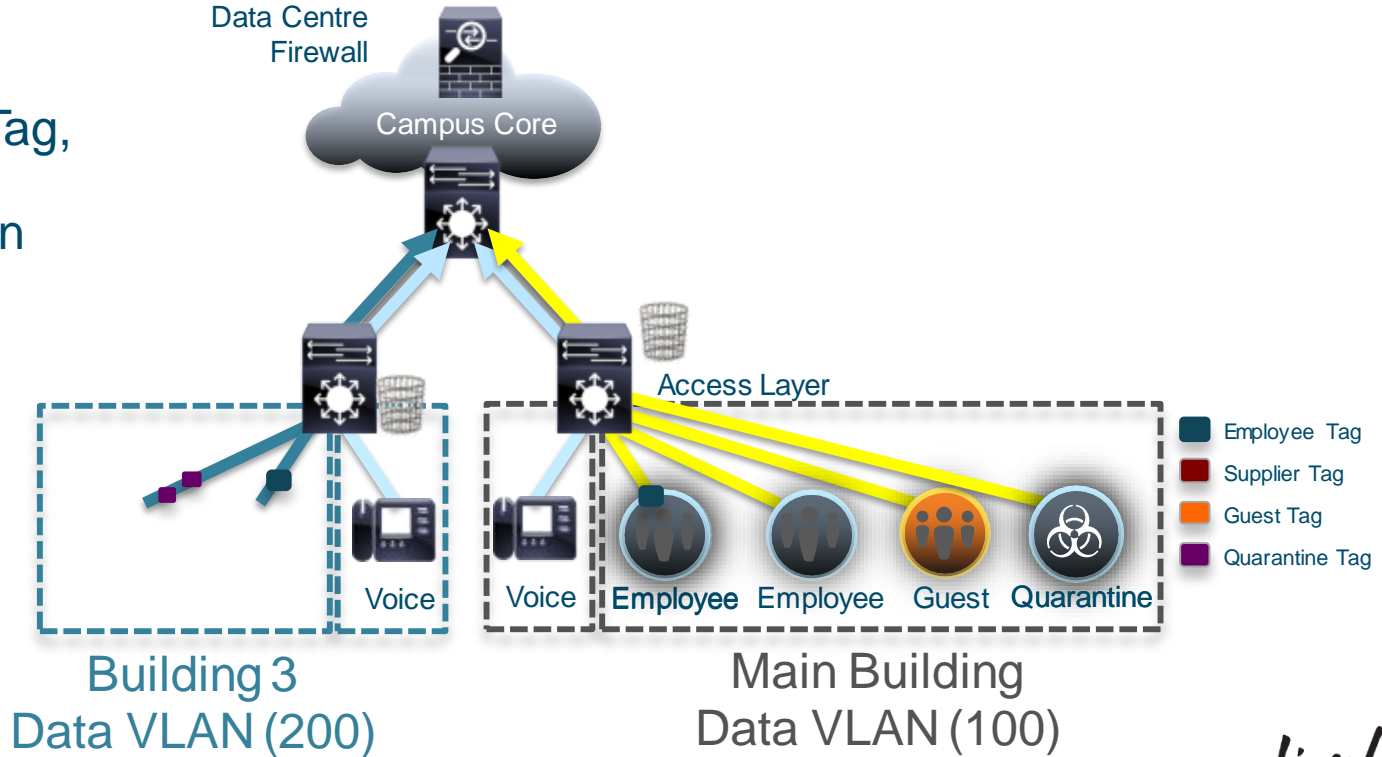 Data Centre
Firewall
Tag,
n
Campus Core
Access Layer
Employee Tag
Supplier Tag
Guest Tag
Quarantine Tag
Voice
Voice
Employee
Employee
Guest
Quarantine
Building 3
Data VLAN (200)
Main Building
Data VLAN (100)